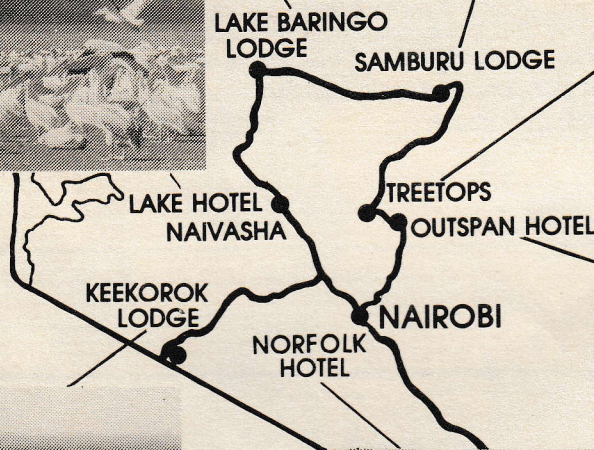 LAKE BARINGO
LODGE
SAMBURU LODGE
TREETOPS
LAKE HOTEL
NAIVASHA
OUTSPAN HOTEL
KEEKOROK
LODGE
NAIROBI
NORFOLK
HOTEL